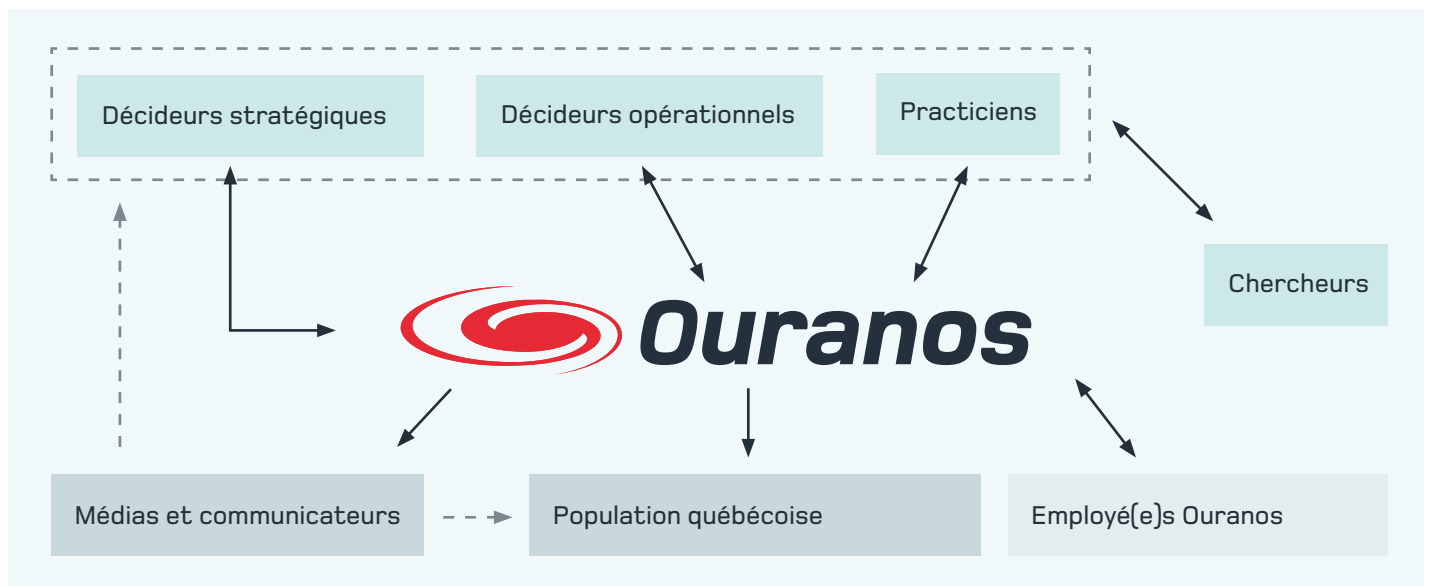 Décideurs stratégiques
Décideurs opérationnels
Practiciens
Chercheurs
Ouranos
Médias et communicateurs
Population québécoise
Employé(e)s Ouranos